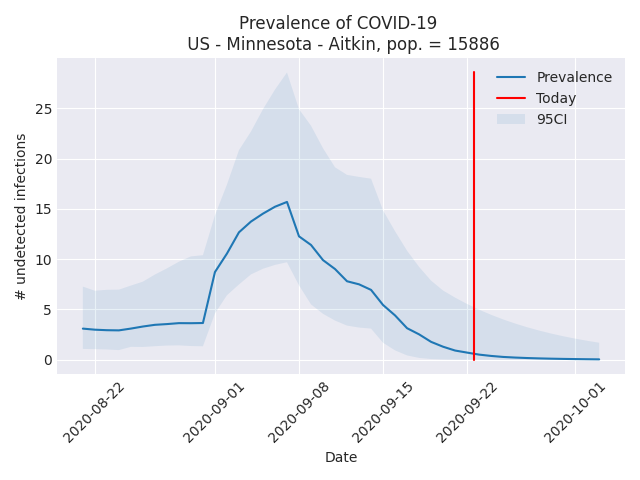 Prevalence of COVID-19
US - Minnesota - Aitkin, pop. = 15886
Prevalence
Today
95CI
# undetected infections
25
20
15
10
5
0
2020-08-22
2020-09-01
2020-09-08
2020-09-15
2020-09-22
2020-10-01
Date